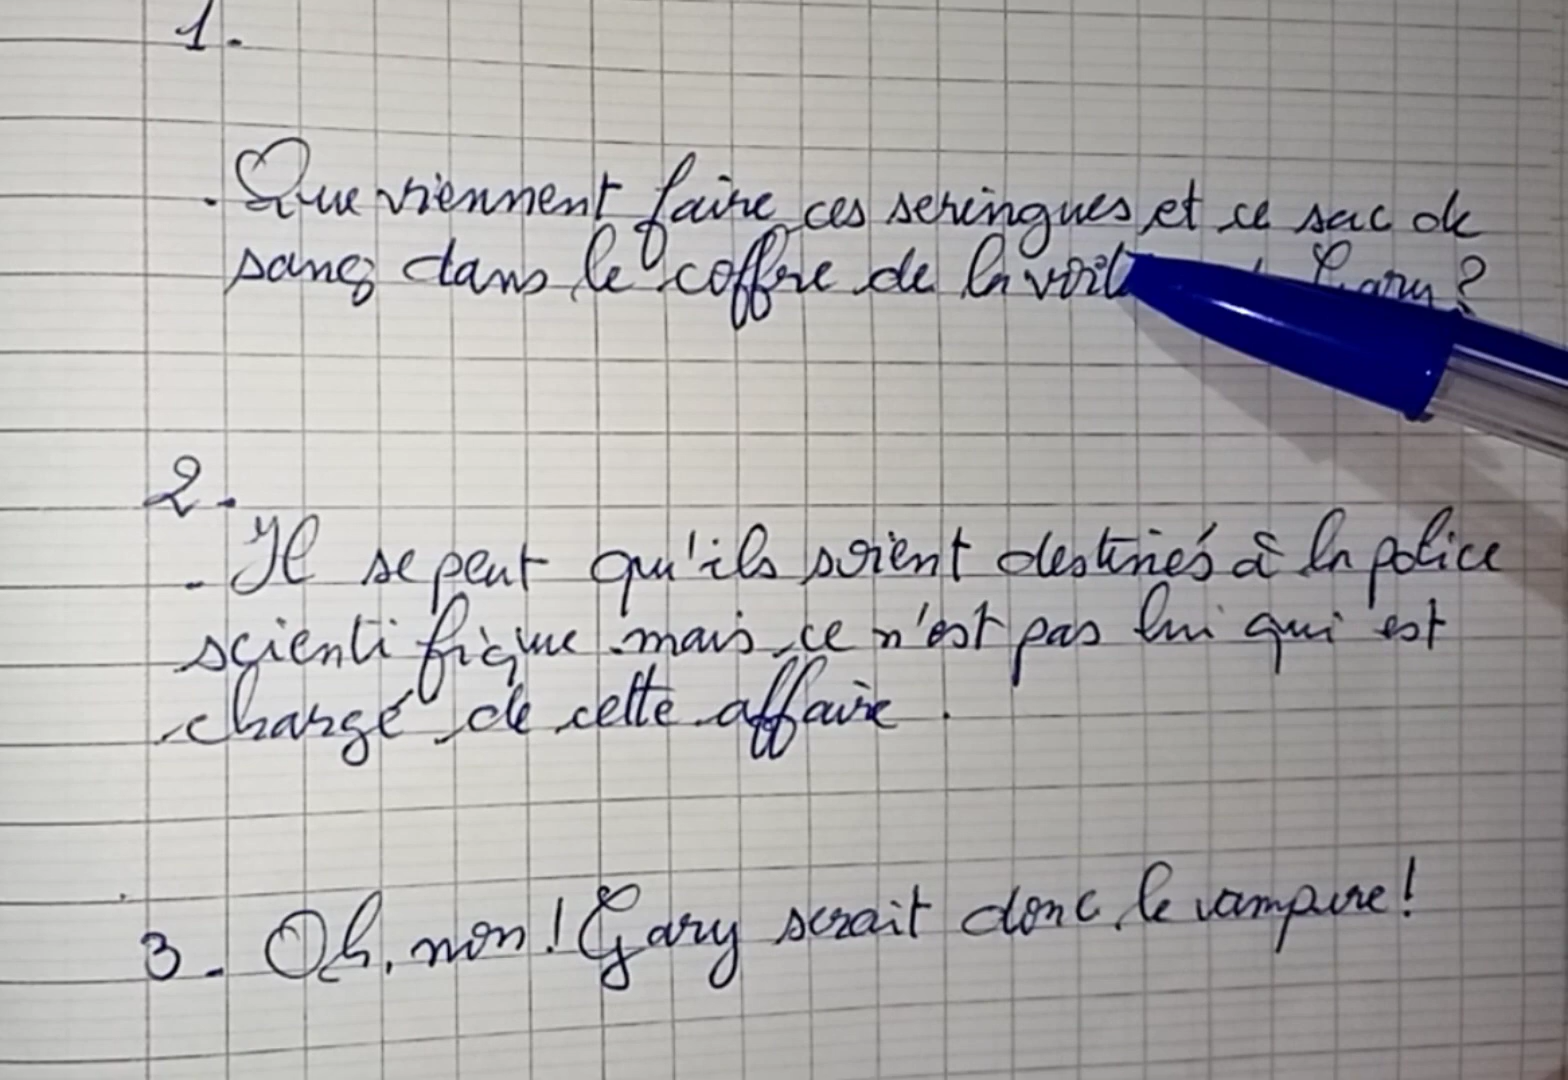 1.
. Que viennent faire ces seringues et ce sac de
sang dans le coffre de la Gary ?
2.
. Il se peut qu'ils soient destinés à la police
scientifique mais ce n'est pas lui qui est
chargé de cette affaire .
3. Oh, non ! Gary serait donc le vampire !